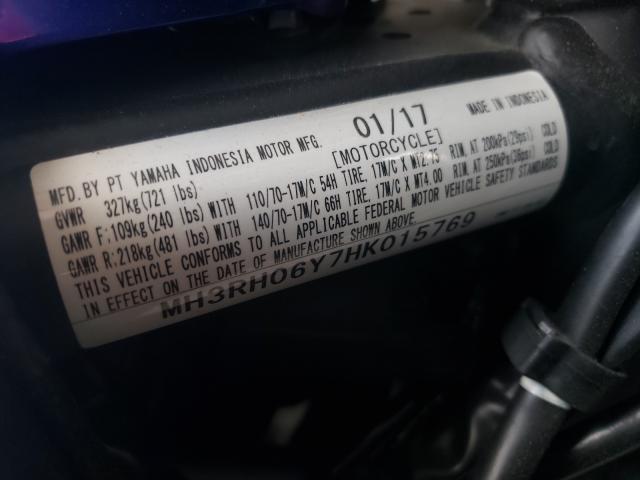 MFD. BY PT YAMAHA INDONESIA MOTOR MFG. 01/17 MADE IN INDONESIA
GVWR 327kg(721 lbs) [MOTORCYCLE]
GAWR F;109kg(240 lbs) WITH 110/70-17M/C 54H TIRE, 17M/C X MT2.75 RIM, AT 200kPa(29psi) COLD
GAWR R:218kg(481 lbs) WITH 140/70-17M/C 66H TIRE, 17M/C X MT4.00 RIM, AT 250kPa(36psi) COLD
THIS VEHICLE CONFORMS TO ALL APPLICABLE FEDERAL MOTOR VEHICLE SAFETY STANDARDS
IN EFFECT ON THE DATE OF MANUFACTURE SHOWN ABOVE
MH3RH06Y7HK015769